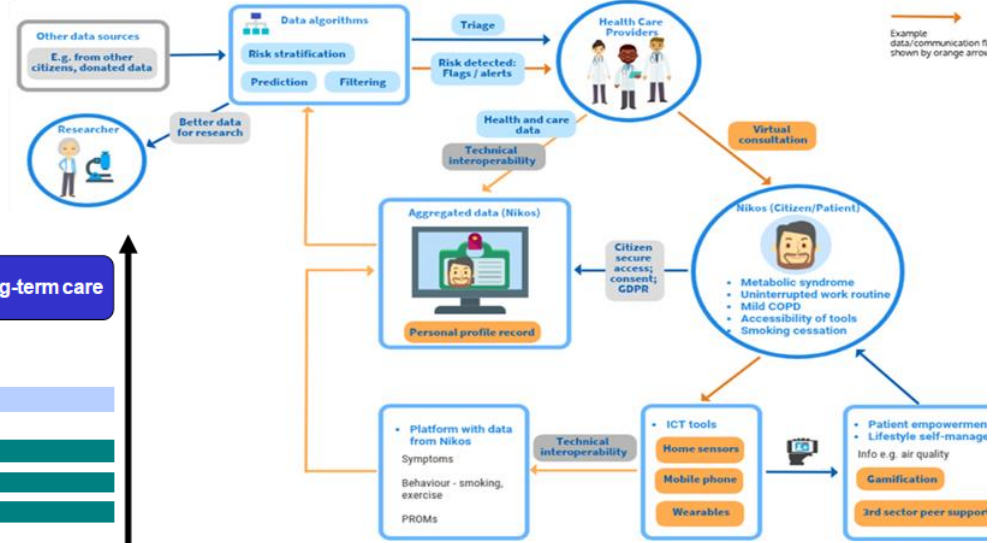 Other data sources
E.g. from other
citizens, donated data
Data algorithms
Risk stratification
Prediction
Filtering
Triage
Risk detected:
Flags / alerts
Health Care
Providers
Example
data/communication
shown by orange
Researcher
Better data
for research
Health and care
data
Technical
interoperability
Virtual
consultation
Aggregated data (Nikos)
Personal profile record
Citizen
secure
access;
consent;
GDPR
Nikos (Citizen/Patient)
• Metabolic syndrome
• Uninterrupted work routine
• Mild COPD
• Accessibility of tools
• Smoking cessation
g-term care
• Platform with data
from Nikos
Symptoms
Behaviour - smoking,
exercise
PROMs
Technical
interoperability
• ICT tools
Home sensors
Mobile phone
Wearables
• Patient empowermen
• Lifestyle self-manage
Info e.g. air quality
Gamification
3rd sector peer support